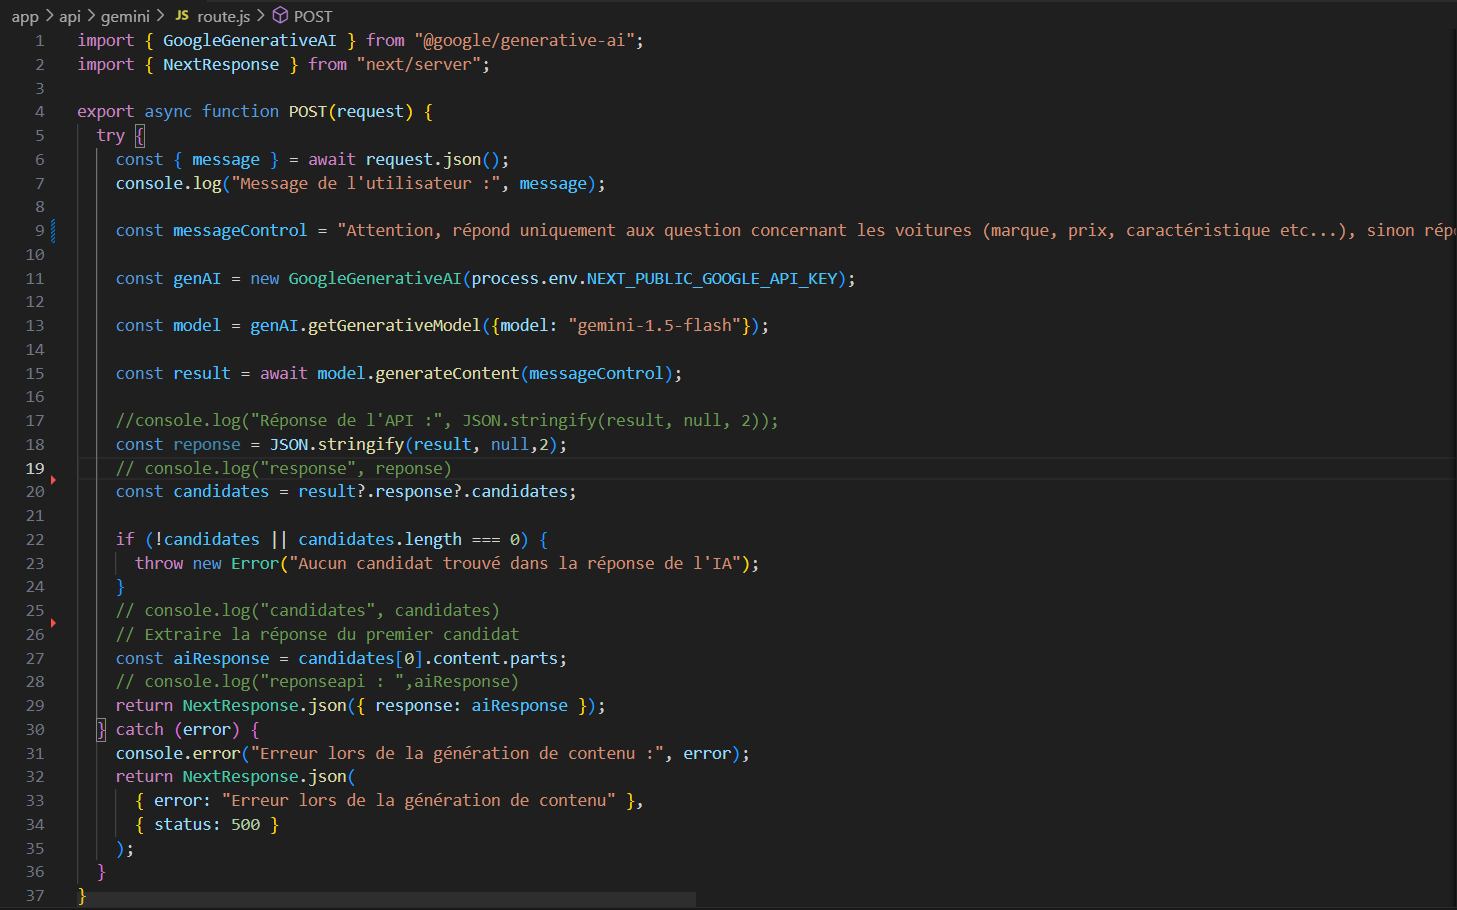 app > api > gemini > JS route.js > POST
1 import { GoogleGenerativeAI } from "@google/generative-ai";
2 import { NextResponse } from "next/server";
3
4 export async function POST(request) {
5 try {
6 const { message } = await request.json();
7 console.log("Message de l'utilisateur :", message);
8
9 const messageControl = "Attention, répond uniquement aux question concernant les voitures (marque, prix, caractéristique etc...), sinon rép
10
11 const genAI = new GoogleGenerativeAI(process.env.NEXT_PUBLIC_GOOGLE_API_KEY);
12
13 const model = genAI.getGenerativeModel({model: "gemini-1.5-flash"});
14
15 const result = await model.generateContent(messageControl);
16
17 //console.log("Réponse de l'API :", JSON.stringify(result, null, 2));
18 const reponse = JSON.stringify(result, null,2);
19 // console.log("response", reponse)
20 const candidates = result?.response?.candidates;
21
22 if (!candidates || candidates.length === 0) {
23 throw new Error("Aucun candidat trouvé dans la réponse de l'IA");
24 }
25 // console.log("candidates", candidates)
26 // Extraire la réponse du premier candidat
27 const aiResponse = candidates[0].content.parts;
28 // console.log("reponseapi : ",aiResponse)
29 return NextResponse.json({ response: aiResponse });
30 } catch (error) {
31 console.error("Erreur lors de la génération de contenu :", error);
32 return NextResponse.json(
33 { error: "Erreur lors de la génération de contenu" },
34 { status: 500 }
35 );
36 }
37 }